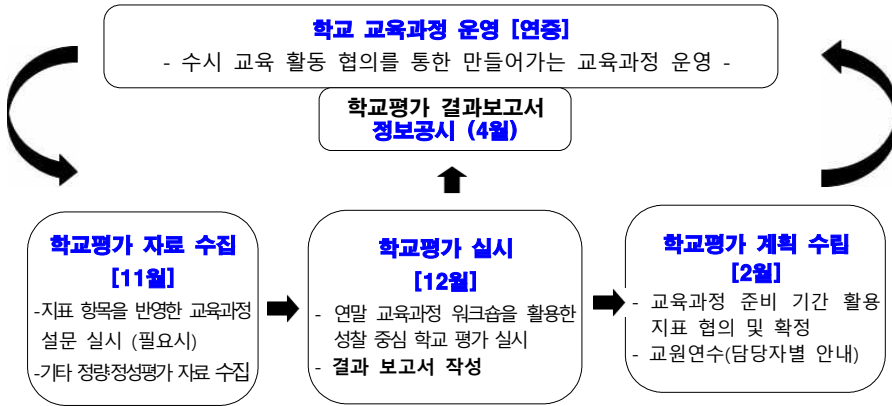 학교 교육과정 운영 [연중]
- 수시 교육 활동 협의를 통한 만들어가는 교육과정 운영 -
학교평가 결과보고서
정보공시 (4월)
학교평가 자료 수집
[11월]
-지표 항목을 반영한 교육과정
설문 실시 (필요시)
-기타 정량정성평가 자료 수집
학교평가 실시
[12월]
- 연말 교육과정 워크숍을 활용한
성찰 중심 학교 평가 실시
- 결과 보고서 작성
학교평가 계획 수립
[2월]
- 교육과정 준비 기간 활용
지표 협의 및 확정
- 교원연수(담당자별 안내)